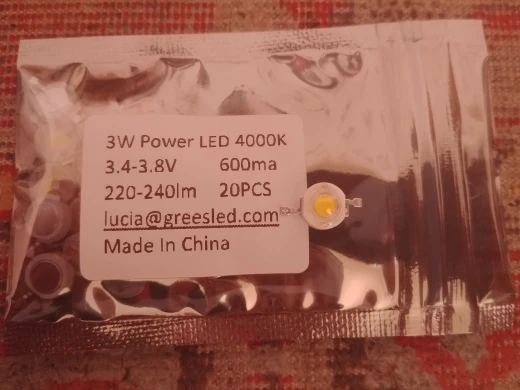 3W Power LED 4000K
3.4-3.8V 600ma
220-240lm 20PCS
lucia@greesled.com
Made In China